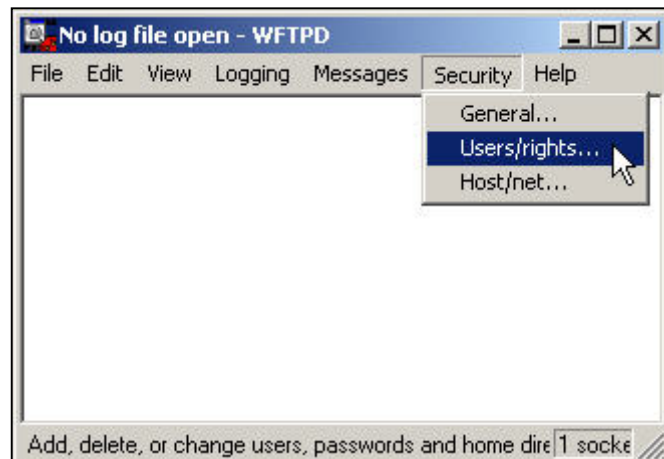 No log file open - WFTPD
File Edit View Logging Messages Security Help
General...
Users/rights...
Host/net...
Add, delete, or change users, passwords and home dire 1 socke